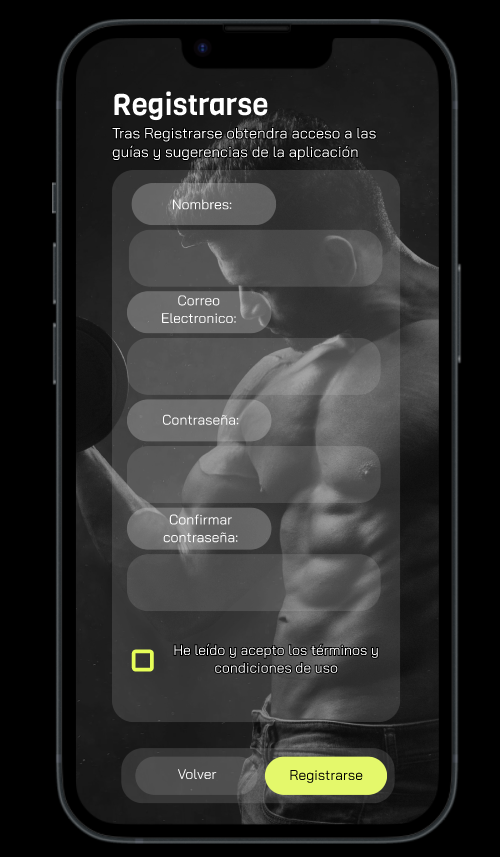 Registrarse
Tras Registrarse obtendra acceso a las
guías y sugerencias de la aplicación
Nombres:
Correo
Electronico:
Contraseña:
Confirmar
contraseña:
He leído y acepto los términos y
condiciones de uso
Volver
Registrarse